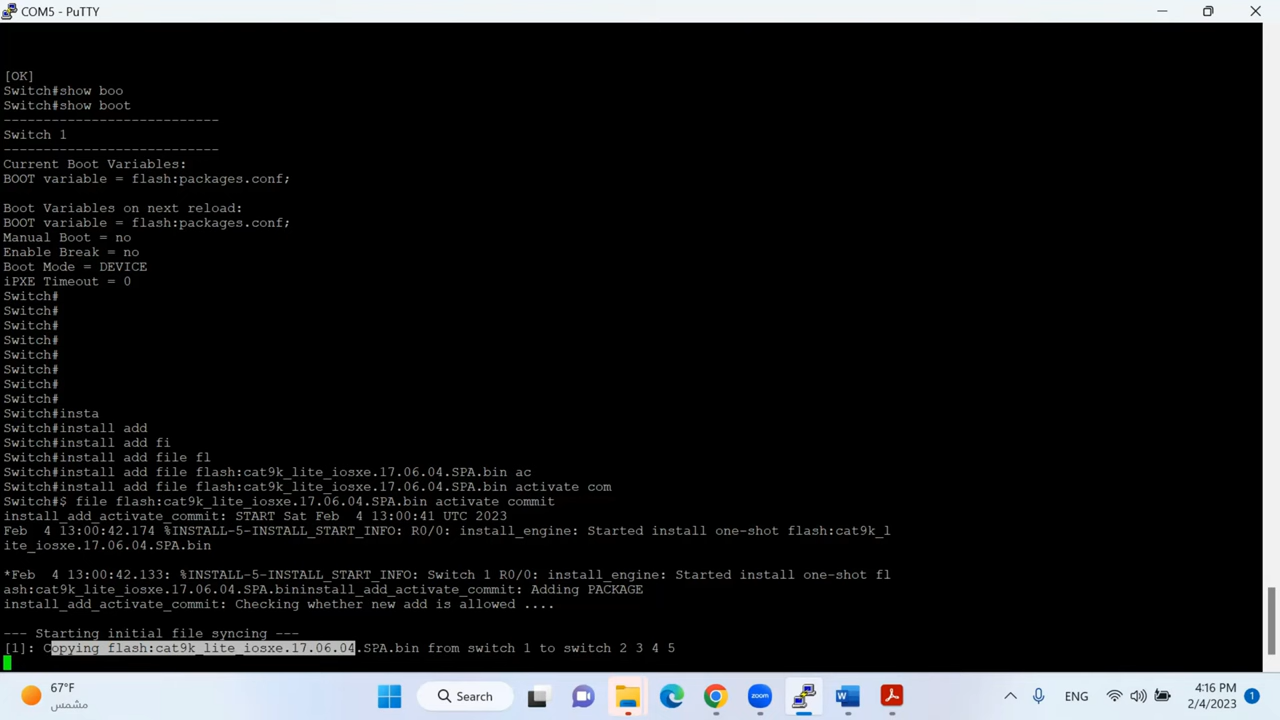 COM5 - PuTTY
[OK]
Switch#show boo
Switch#show boot
---------------------------
Switch 1
---------------------------
Current Boot Variables:
BOOT variable = flash:packages.conf;
Boot Variables on next reload:
BOOT variable = flash:packages.conf;
Manual Boot = no
Enable Break = no
Boot Mode = DEVICE
iPXE Timeout = 0
Switch#
Switch#
Switch#
Switch#
Switch#
Switch#
Switch#
Switch#
Switch#insta
Switch#install add
Switch#install add fi
Switch#install add file fl
Switch#install add file flash:cat9k_lite_iosxe.17.06.04.SPA.bin ac
Switch#install add file flash:cat9k_lite_iosxe.17.06.04.SPA.bin activate com
Switch#$ file flash:cat9k_lite_iosxe.17.06.04.SPA.bin activate commit
install_add_activate_commit: START Sat Feb  4 13:00:41 UTC 2023
Feb  4 13:00:42.174 %INSTALL-5-INSTALL_START_INFO: R0/0: install_engine: Started install one-shot flash:cat9k_l
ite_iosxe.17.06.04.SPA.bin
*Feb  4 13:00:42.133: %INSTALL-5-INSTALL_START_INFO: Switch 1 R0/0: install_engine: Started install one-shot fl
ash:cat9k_lite_iosxe.17.06.04.SPA.bininstall_add_activate_commit: Adding PACKAGE
install_add_activate_commit: Checking whether new add is allowed ....
--- Starting initial file syncing ---
[1]: Copying flash:cat9k_lite_iosxe.17.06.04.SPA.bin from switch 1 to switch 2 3 4 5
67°F
مشمس
Search
zoom
ENG
4:16 PM
2/4/2023
1